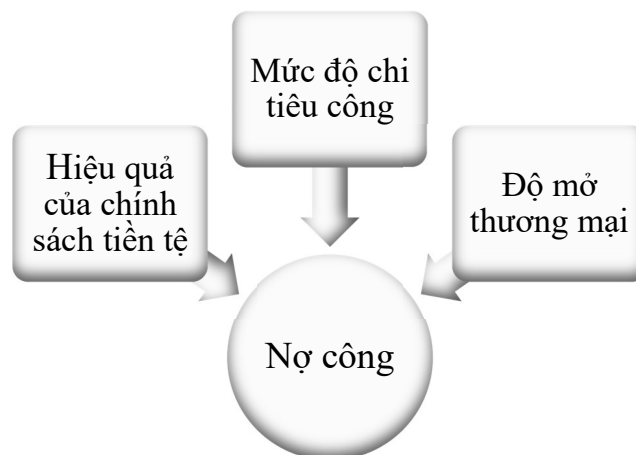 Mức độ chi
tiêu công
Hiệu quả
của chính
sách tiền tệ
Độ mở
thương mại
Nợ công